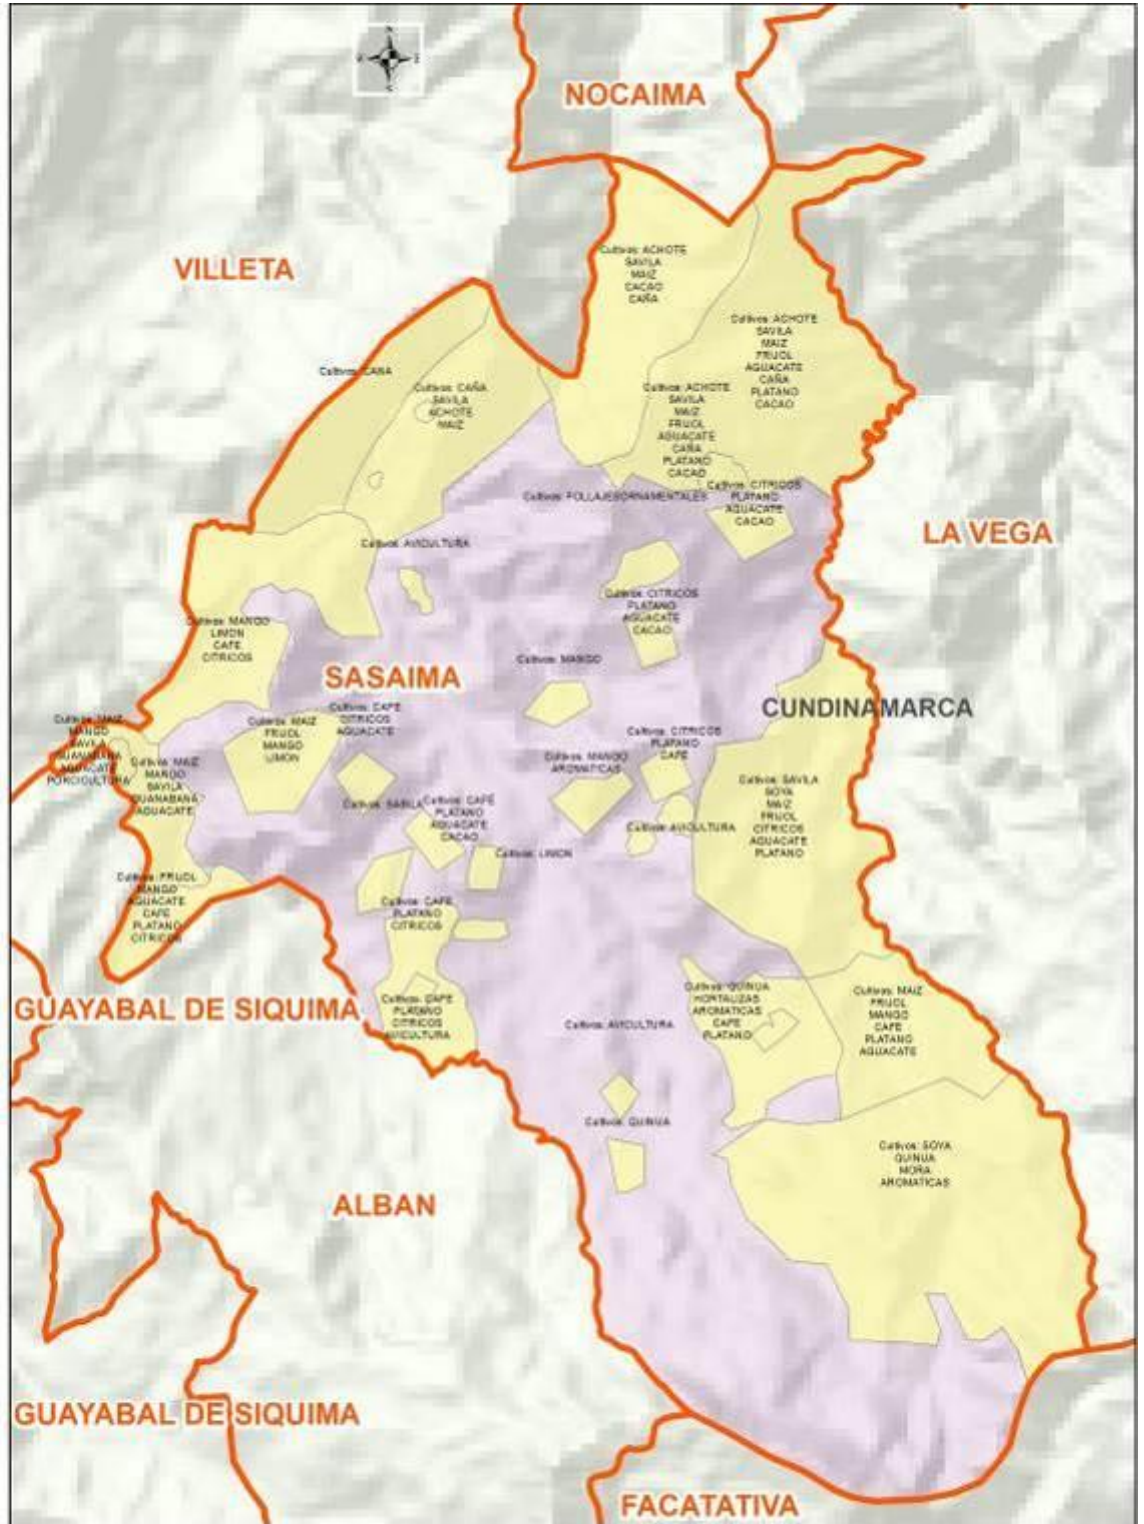 NOCAIMA
VILLETA
Cultivos: ACHOTE
SAVILA
MAIZ
CACAO
CAÑA
Cultivos: ACHOTE
SAVILA
MAIZ
FRIJOL
AGUACATE
CAÑA
PLATANO
CACAO
Cultivos: CAÑA
Cultivos: CAÑA
SAVILA
ACHOTE
MAIZ
Cultivos: ACHOTE
SAVILA
MAIZ
FRIJOL
AGUACATE
CAÑA
PLATANO
CACAO
Cultivos: FOLLAJESORNAMENTALES
Cultivos: CITRICOS
PLATANO
AGUACATE
CACAO
LA VEGA
Cultivos: AVICULTURA
Cultivos: CITRICOS
PLATANO
AGUACATE
CACAO
Cultivos: MANGO
LIMON
CAFE
CITRICOS
SASAIMA
Cultivos: MANGO
CUNDINAMARCA
Cultivos: MAIZ
MANGO
SAVILA
GUANABANA
AGUACATE
PORCICULTURA
Cultivos: MAIZ
FRIJOL
MANGO
LIMON
Cultivos: CAFE
CITRICOS
AGUACATE
Cultivos: CITRICOS
PLATANO
CAFE
Cultivos: MAIZ
MANGO
SAVILA
GUANABANA
AGUACATE
Cultivos: MANGO
AROMATICAS
Cultivos: SAVILA
SOYA
MAIZ
FRIJOL
CITRICOS
AGUACATE
PLATANO
Cultivos: SABILA
Cultivos: CAFÉ
PLATANO
AGUACATE
CACAO
Cultivos: AVICULTURA
Cultivos: LIMON
Cultivos: FRIJOL
MANGO
AGUACATE
CAFE
PLATANO
CITRICOS
Cultivos: CAFE
PLATANO
CITRICOS
GUAYABAL DE SIQUIMA
Cultivos: CAFE
PLATANO
CITRICOS
AVICULTURA
Cultivos: QUINUA
HORTALIZAS
AROMATICAS
CAFE
PLATANO
Cultivos: MAIZ
FRIJOL
MANGO
CAFE
PLATANO
AGUACATE
Cultivos: AVICULTURA
Cultivos: QUINUA
Cultivos: SOYA
QUINUA
MORA
AROMATICAS
ALBAN
GUAYABAL DE SIQUIMA
FACATATIVA